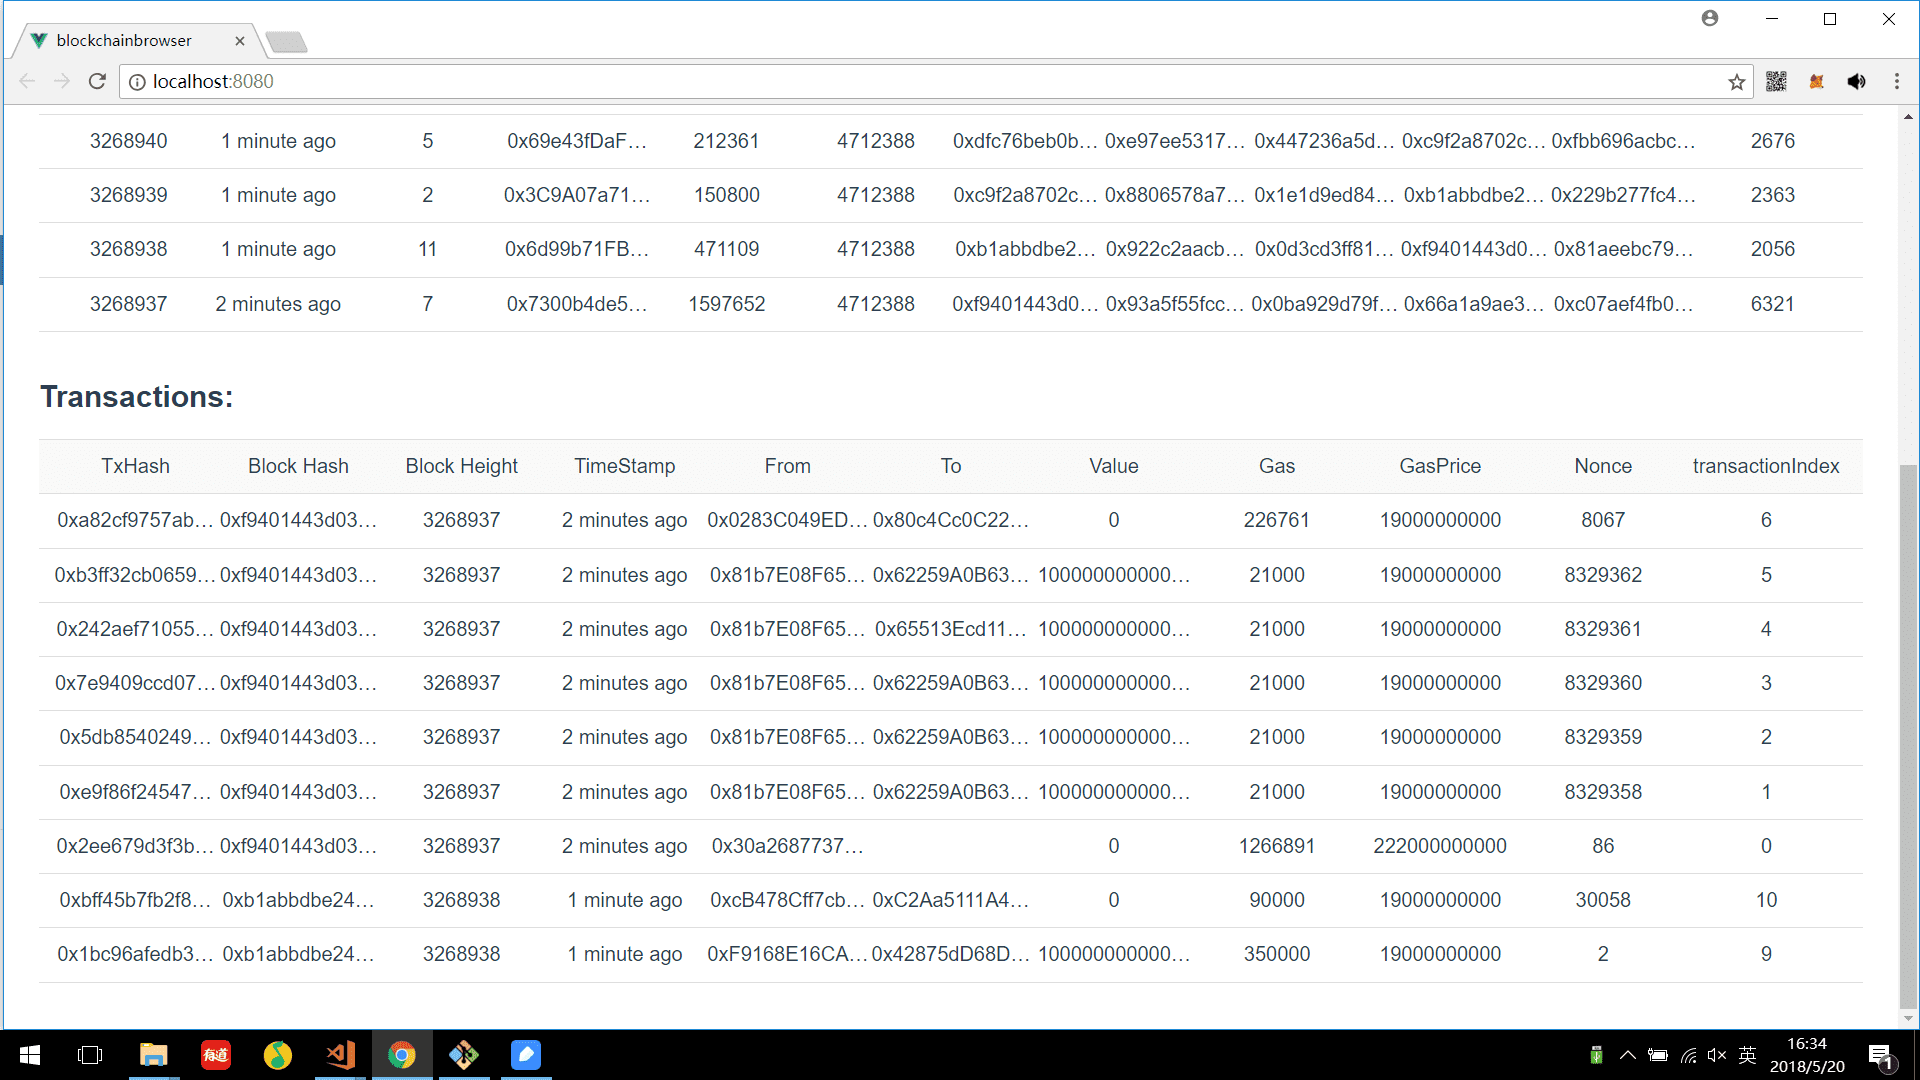 blockchainbrowser
localhost:8080
3268940 1 minute ago 5 0x69e43fDaF... 212361 4712388 0xdfc76beb0b... 0xe97ee5317... 0x447236a5d... 0xc9f2a8702c... 0xfbb696acbc... 2676
3268939 1 minute ago 2 0x3C9A07a71... 150800 4712388 0xc9f2a8702c... 0x8806578a7... 0x1e1d9ed84... 0xb1abbdbe2... 0x229b277fc4... 2363
3268938 1 minute ago 11 0x6d99b71FB... 471109 4712388 0xb1abbdbe2... 0x922c2aacb... 0x0d3cd3ff81... 0xf9401443d0... 0x81aeebc79... 2056
3268937 2 minutes ago 7 0x7300b4de5... 1597652 4712388 0xf9401443d0... 0x93a5f55fcc... 0x0ba929d79f... 0x66a1a9ae3... 0xc07aef4fb0... 6321
Transactions:
TxHash Block Hash Block Height TimeStamp From To Value Gas GasPrice Nonce transactionIndex
0xa82cf9757ab... 0xf9401443d03... 3268937 2 minutes ago 0x0283C049ED... 0x80c4Cc0C22... 0 226761 19000000000 8067 6
0xb3ff32cb0659... 0xf9401443d03... 3268937 2 minutes ago 0x81b7E08F65... 0x62259A0B63... 100000000000... 21000 19000000000 8329362 5
0x242aef71055... 0xf9401443d03... 3268937 2 minutes ago 0x81b7E08F65... 0x65513Ecd11... 100000000000... 21000 19000000000 8329361 4
0x7e9409ccd07... 0xf9401443d03... 3268937 2 minutes ago 0x81b7E08F65... 0x62259A0B63... 100000000000... 21000 19000000000 8329360 3
0x5db8540249... 0xf9401443d03... 3268937 2 minutes ago 0x81b7E08F65... 0x62259A0B63... 100000000000... 21000 19000000000 8329359 2
0xe9f86f24547... 0xf9401443d03... 3268937 2 minutes ago 0x81b7E08F65... 0x62259A0B63... 100000000000... 21000 19000000000 8329358 1
0x2ee679d3f3b... 0xf9401443d03... 3268937 2 minutes ago 0x30a2687737... 0 1266891 222000000000 86 0
0xbff45b7fb2f8... 0xb1abbdbe24... 3268938 1 minute ago 0xcB478Cff7cb... 0xC2Aa5111A4... 0 90000 19000000000 30058 10
0x1bc96afedb3... 0xb1abbdbe24... 3268938 1 minute ago 0xF9168E16CA... 0x42875dD68D... 100000000000... 350000 19000000000 2 9
有道
英
16:34
2018/5/20
1